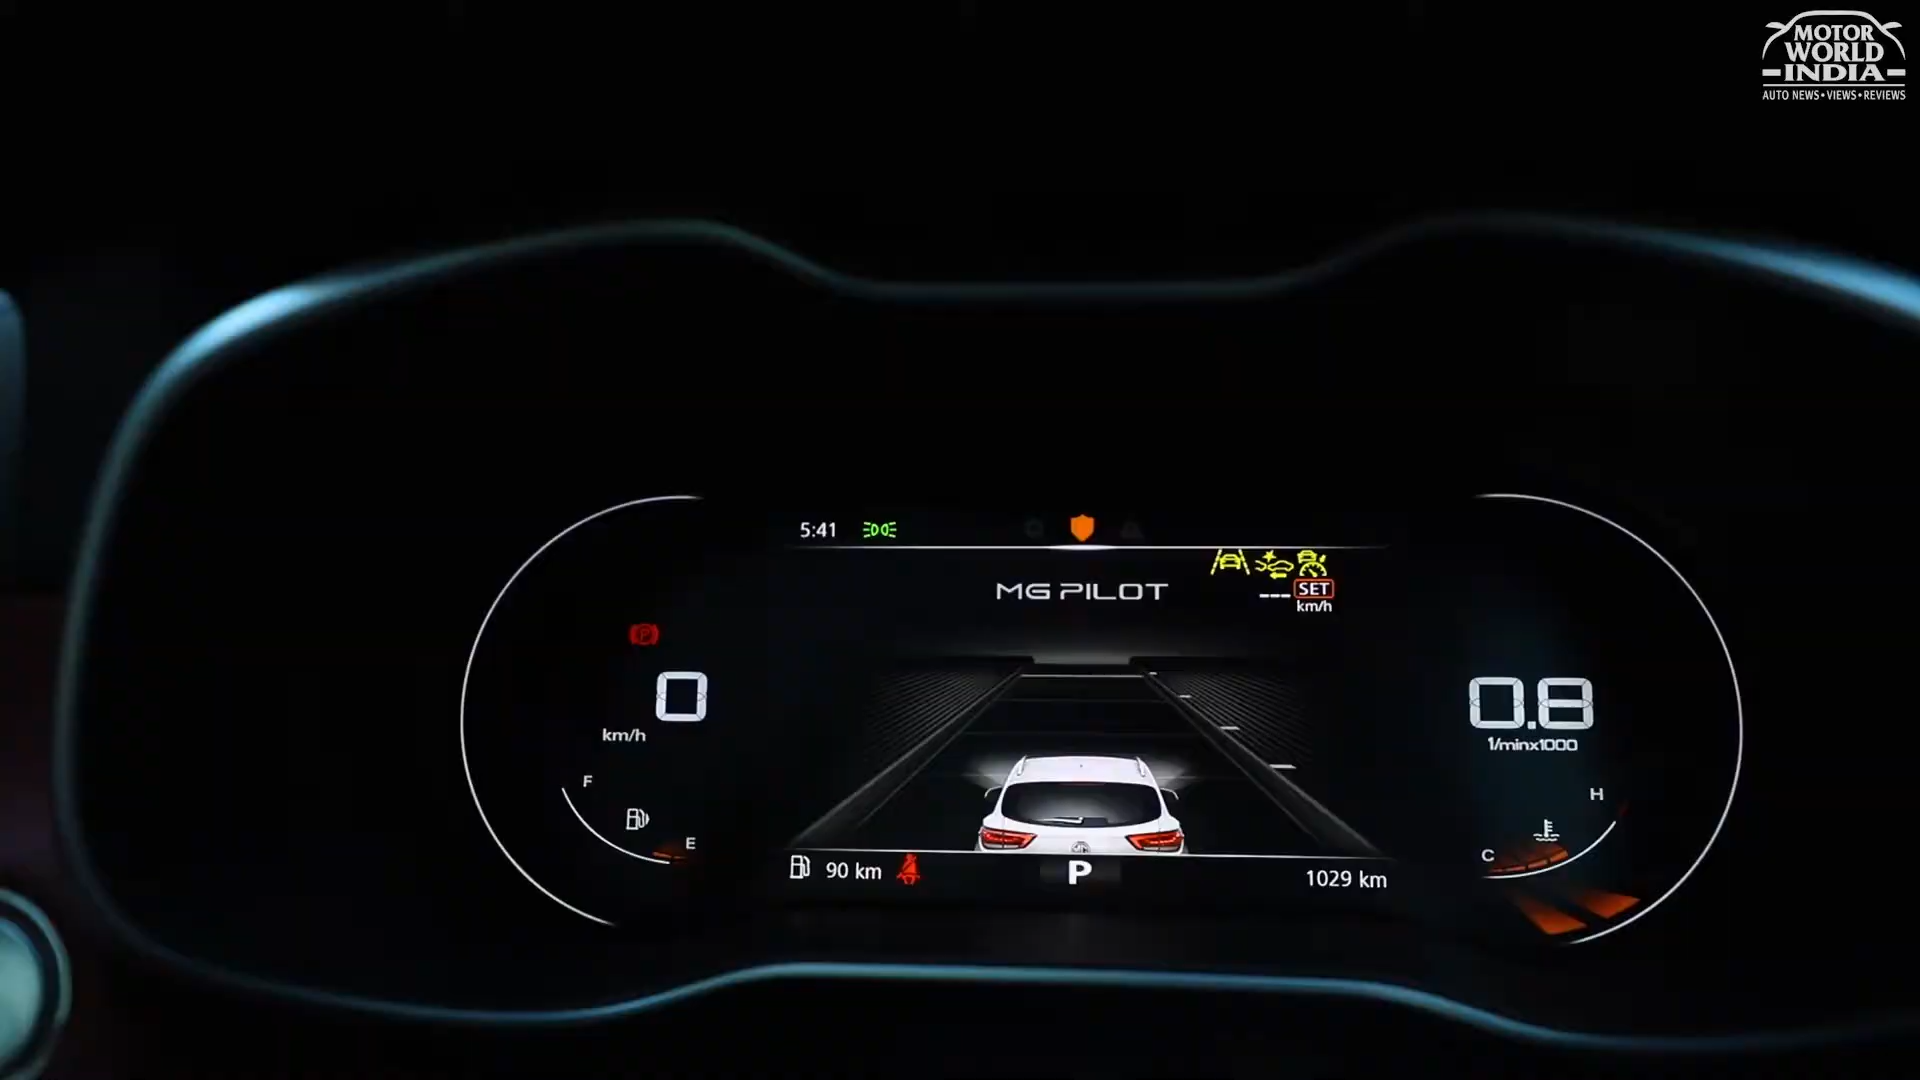 MOTOR
WORLD
INDIA
AUTO NEWS • VIEWS • REVIEWS
5:41
MG PILOT
--- SET
km/h
P
0
km/h
0.8
1/minx1000
F
E
H
C
90 km
P
1029 km